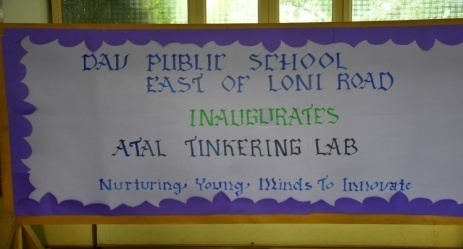 DAV PUBLIC SCHOOL
EAST OF LONI ROAD
INAUGURATES
ATAL TINKERING LAB
Nurturing Young Minds To Innovate